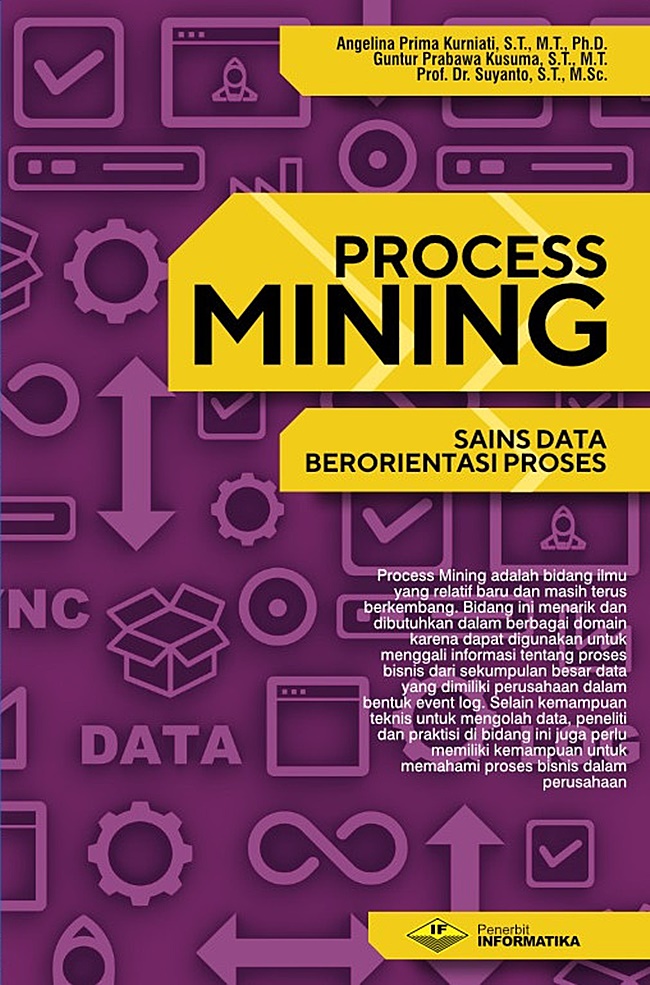 Angelina Prima Kurniati, S.T., M.T., Ph.D.
Guntur Prabawa Kusuma, S.T., M.T.
Prof. Dr. Suyanto, S.T., M.Sc.
PROCESS
MINING
SAINS DATA
BERORIENTASI PROSES
Process Mining adalah bidang ilmu
yang relatif baru dan masih terus
berkembang. Bidang ini menarik dan
dibutuhkan dalam berbagai domain
karena dapat digunakan untuk
menggali informasi tentang proses
bisnis dari sekumpulan besar data
yang dimiliki perusahaan dalam
bentuk event log. Selain kemampuan
teknis untuk mengolah data, peneliti
dan praktisi di bidang ini juga perlu
memiliki kemampuan untuk
memahami proses bisnis dalam
perusahaan
YNC
DATA
IF
Penerbit
INFORMATIKA